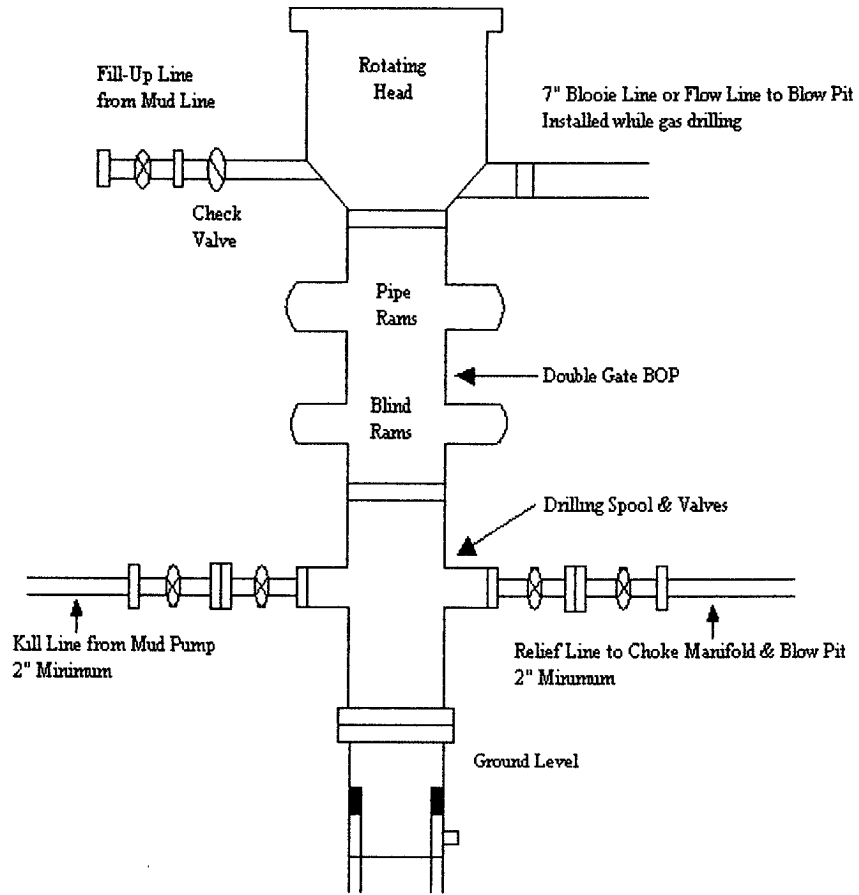 Rotating
Head
Fill-Up Line
from Mud Line
7" Blooie Line or Flow Line to Blow Pit
Installed while gas drilling
Check
Valve
Pipe
Rams
Double Gate BOP
Blind
Rams
Drilling Spool & Valves
Kill Line from Mud Pump
2" Minimum
Relief Line to Choke Manifold & Blow Pit
2" Minimum
Ground Level